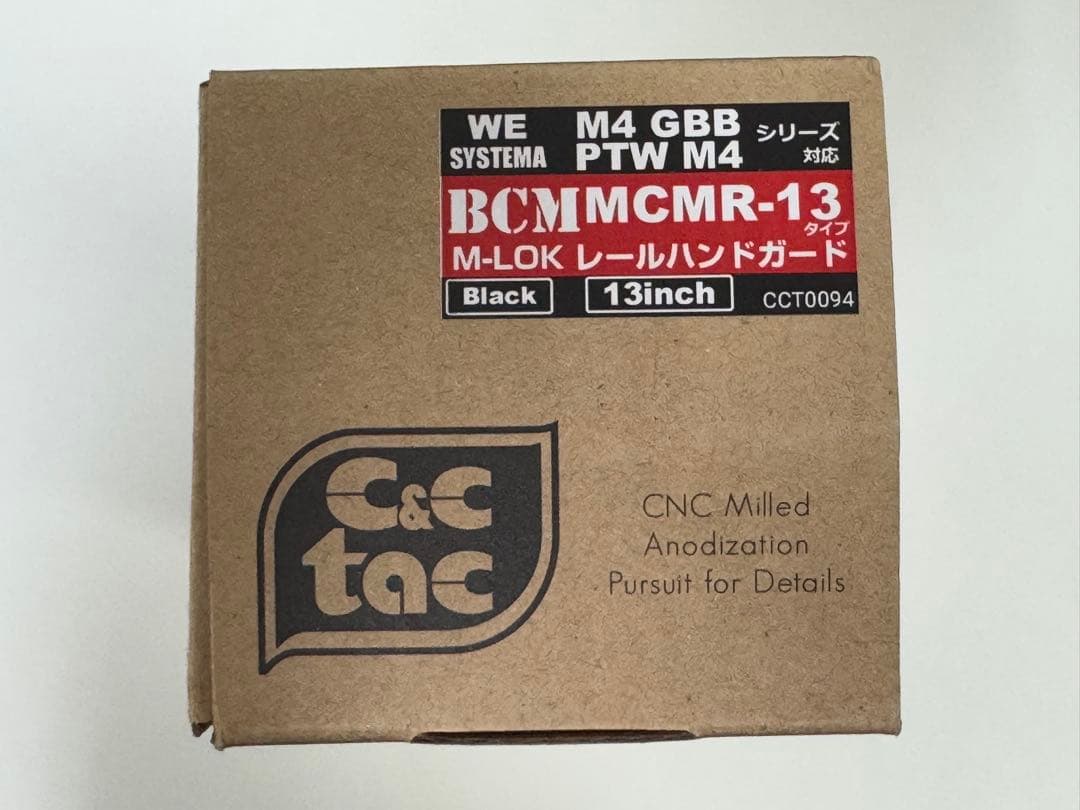 WE M4 GBB シリーズ
SYSTEMA PTW M4 対応
BCM MCMR-13
タイプ
M-LOK レールハンドガード
Black 13inch CCT0094
C&C
tac
CNC Milled
Anodization
Pursuit for Details